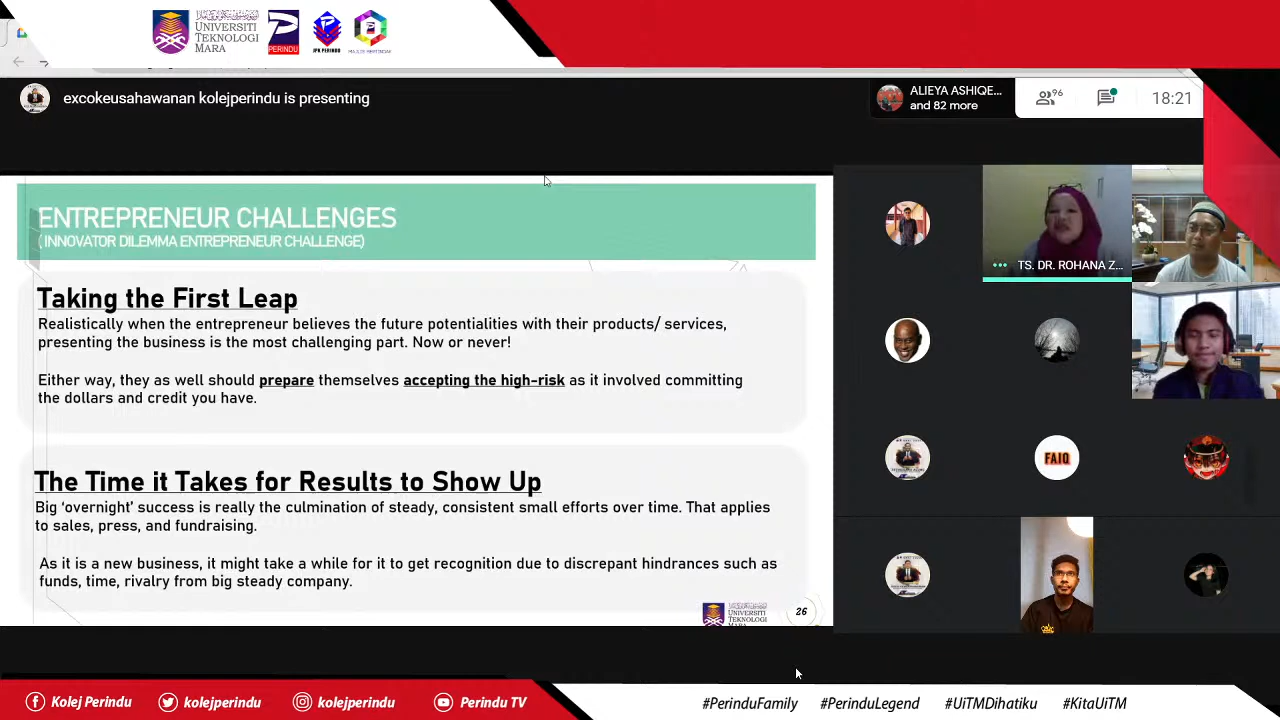 UNIVERSITI
TEKNOLOGI
MARA
PERINDU
JPK PERINDU
excokeusahawanan kolejperindu is presenting
ALIEYA ASHIQE...
and 82 more
96
18:21
ENTREPRENEUR CHALLENGES
( INNOVATOR DILEMMA ENTREPRENEUR CHALLENGE)
Taking the First Leap
Realistically when the entrepreneur believes the future potentialities with their products/ services,
presenting the business is the most challenging part. Now or never!
Either way, they as well should prepare themselves accepting the high-risk as it involved committing
the dollars and credit you have.
The Time it Takes for Results to Show Up
Big ‘overnight’ success is really the culmination of steady, consistent small efforts over time. That applies
to sales, press, and fundraising.
As it is a new business, it might take a while for it to get recognition due to discrepant hindrances such as
funds, time, rivalry from big steady company.
UNIVERSITI
TEKNOLOGI
MARA
26
TS. DR. ROHANA Z...
FAIQ
Kolej Perindu
kolejperindu
kolejperindu
Perindu TV
#PerinduFamily
#PerinduLegend
#UiTMDihatiku
#KitaUiTM